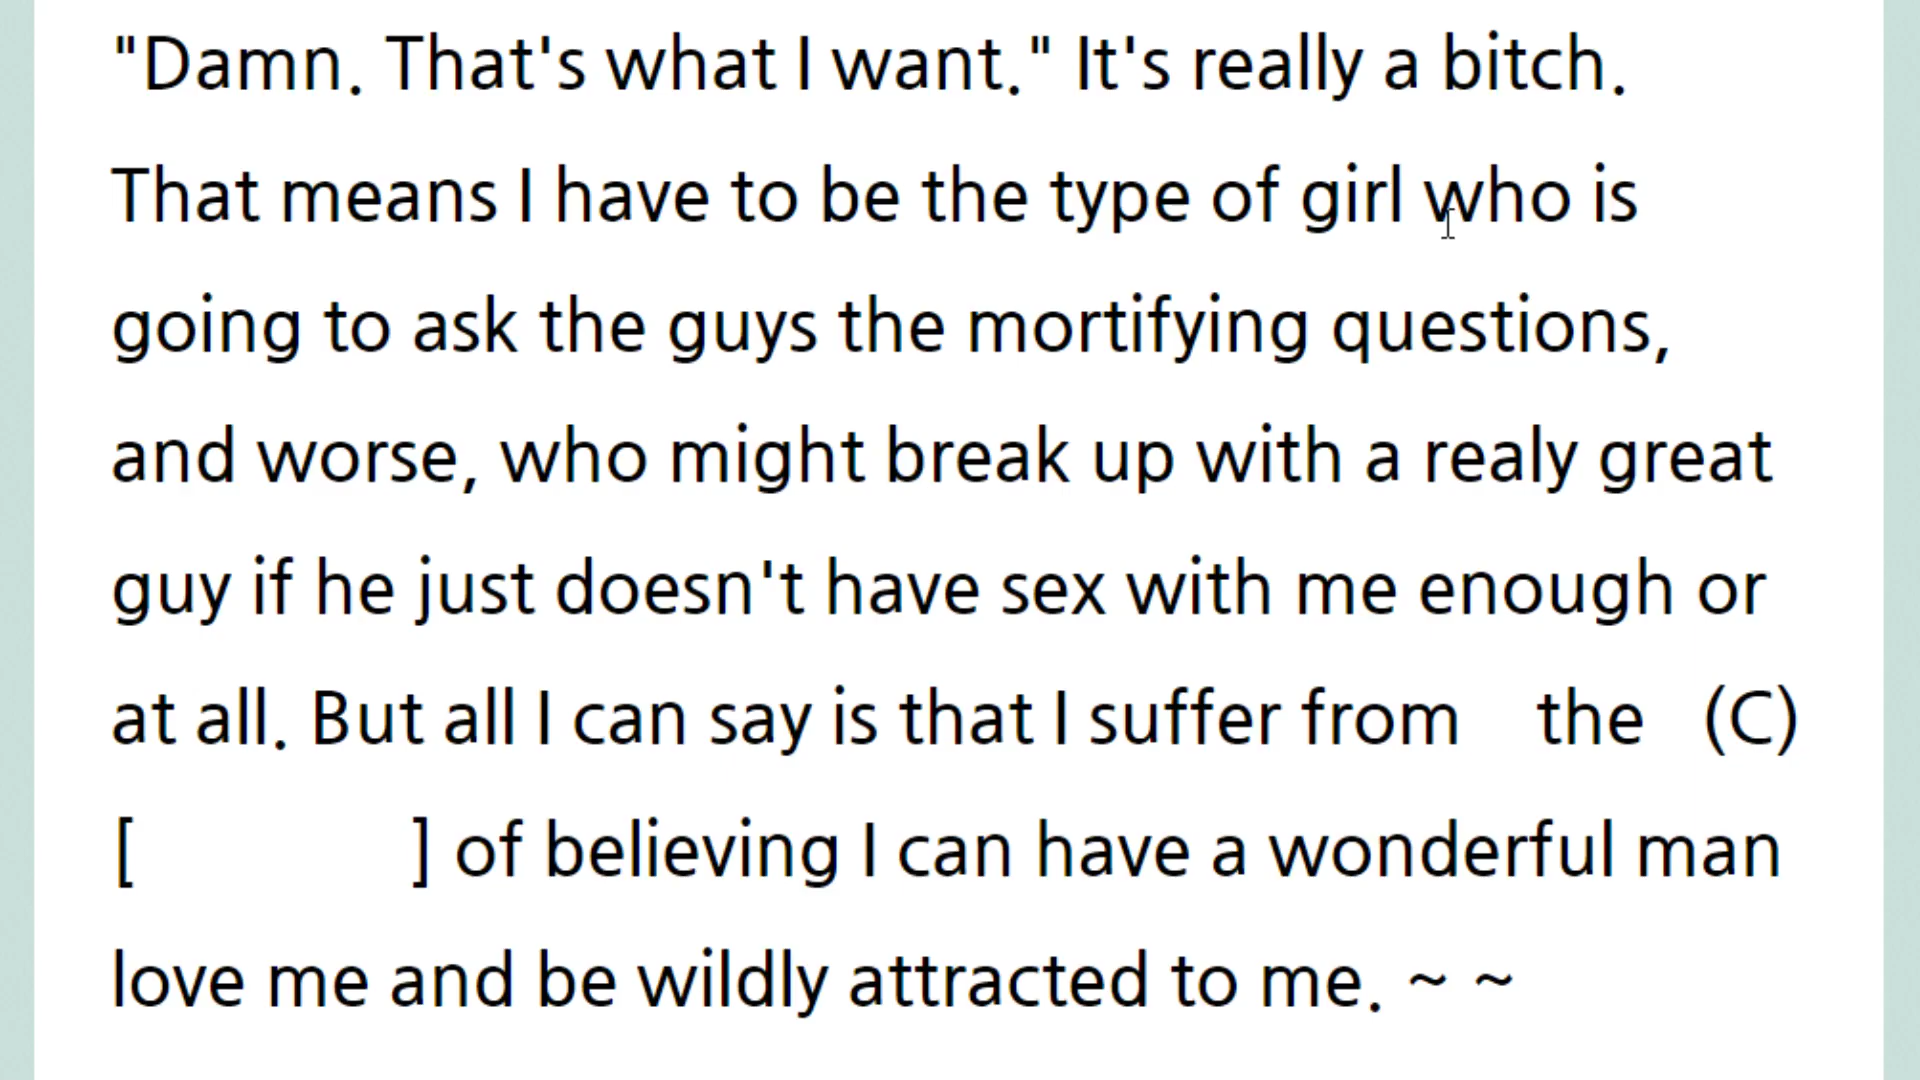 "Damn. That's what I want." It's really a bitch.
That means I have to be the type of girl who is
going to ask the guys the mortifying questions,
and worse, who might break up with a realy great
guy if he just doesn't have sex with me enough or
at all. But all I can say is that I suffer from the (C)
[ ] of believing I can have a wonderful man
love me and be wildly attracted to me. ~ ~